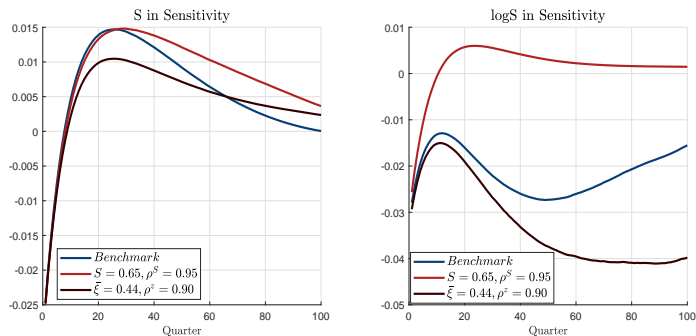 S in Sensitivity
0.015
0.01
0.005
0
-0.005
-0.01
-0.015
-0.02
-0.025
0 20 40 60 80 100
Quarter
Benchmark
S = 0.65, ρ^S = 0.95
ξ̄ = 0.44, ρ^z = 0.90
logS in Sensitivity
0.01
0
-0.01
-0.02
-0.03
-0.04
-0.05
0 20 40 60 80 100
Quarter
Benchmark
S = 0.65, ρ^S = 0.95
ξ̄ = 0.44, ρ^z = 0.90